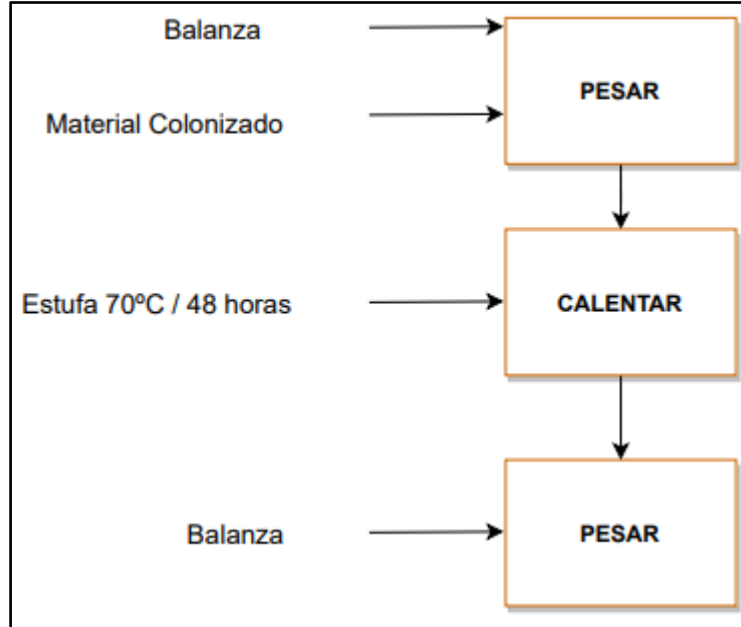 Balanza
PESAR
Material Colonizado
Estufa 70ºC / 48 horas
CALENTAR
Balanza
PESAR